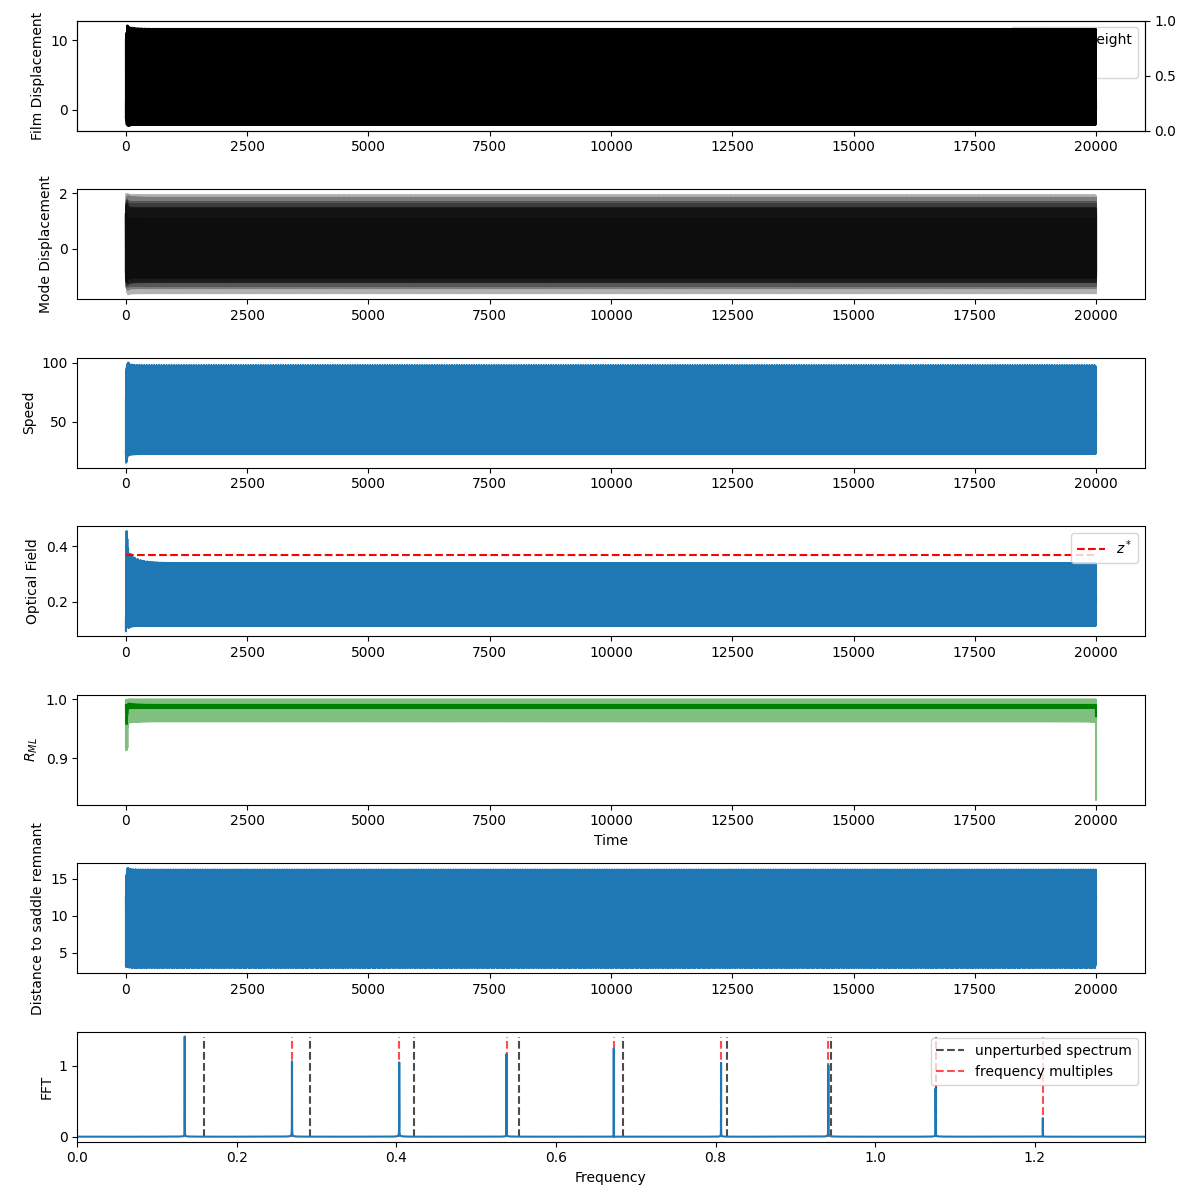 Film Displacement
10
0
eight
1.0
0.5
0.0
0 2500 5000 7500 10000 12500 15000 17500 20000
Mode Displacement
2
0
0 2500 5000 7500 10000 12500 15000 17500 20000
Speed
100
50
0 2500 5000 7500 10000 12500 15000 17500 20000
Optical Field
0.4
0.2
z*
0 2500 5000 7500 10000 12500 15000 17500 20000
R_{ML}
1.0
0.9
0 2500 5000 7500 10000 12500 15000 17500 20000
Time
Distance to saddle remnant
15
10
5
0 2500 5000 7500 10000 12500 15000 17500 20000
FFT
1
0
unperturbed spectrum
frequency multiples
0.0 0.2 0.4 0.6 0.8 1.0 1.2
Frequency